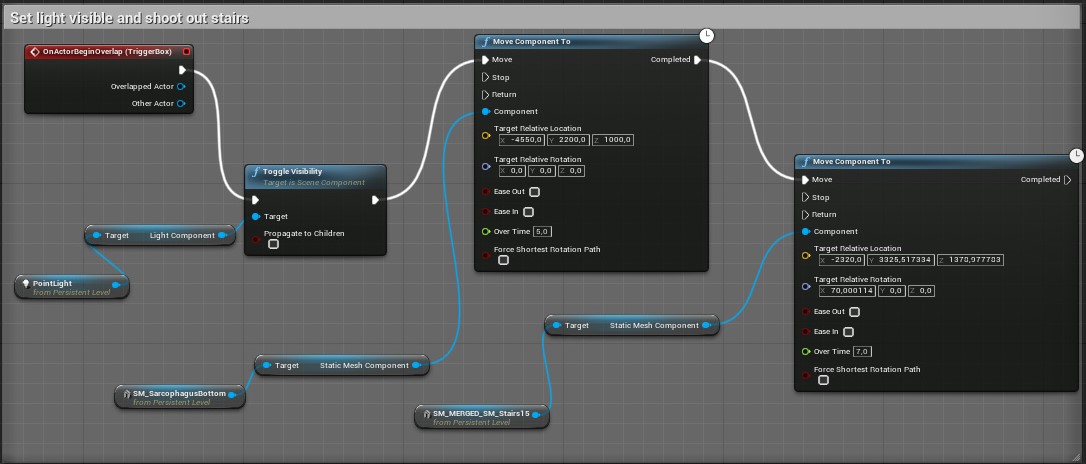 Set light visible and shoot out stairs
OnActorBeginOverlap (TriggerBox)
Overlapped Actor
Other Actor
Toggle Visibility
Target is Scene Component
Target
Propagate to Children
Target Light Component
PointLight
from Persistent Level
Move Component To
Move Completed
Stop
Return
Component
Target Relative Location
X -4550,0 Y 2200,0 Z 1000,0
Target Relative Rotation
X 0,0 Y 0,0 Z 0,0
Ease Out
Ease In
Over Time 5,0
Force Shortest Rotation Path
Target Static Mesh Component
SM_SarcophagusBottom
from Persistent Level
Move Component To
Move Completed
Stop
Return
Component
Target Relative Location
X -2320,0 Y 3325,517334 Z 1370,977703
Target Relative Rotation
X 70,000114 Y 0,0 Z 0,0
Ease Out
Ease In
Over Time 7,0
Force Shortest Rotation Path
Target Static Mesh Component
SM_MERGED_SM_Stairs15
from Persistent Level